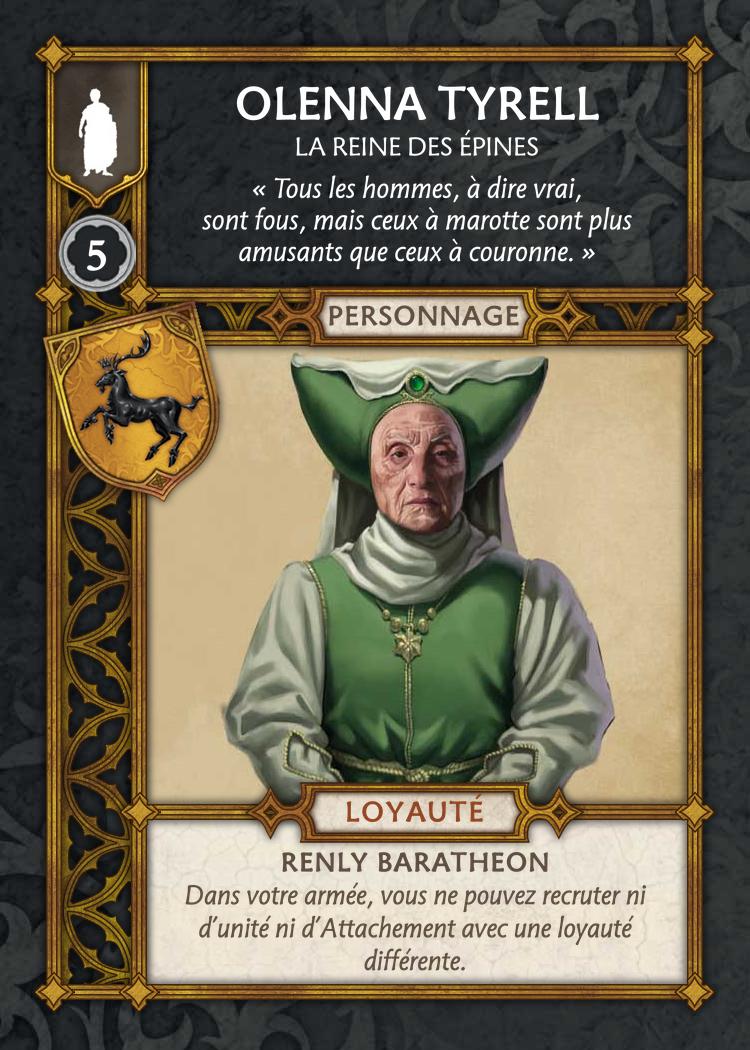 OLENNA TYRELL
LA REINE DES ÉPINES
« Tous les hommes, à dire vrai,
sont fous, mais ceux à marotte sont plus
amusants que ceux à couronne. »
5
PERSONNAGE
LOYAUTÉ
RENLY BARATHEON
Dans votre armée, vous ne pouvez recruter ni
d'unité ni d'Attachement avec une loyauté
différente.